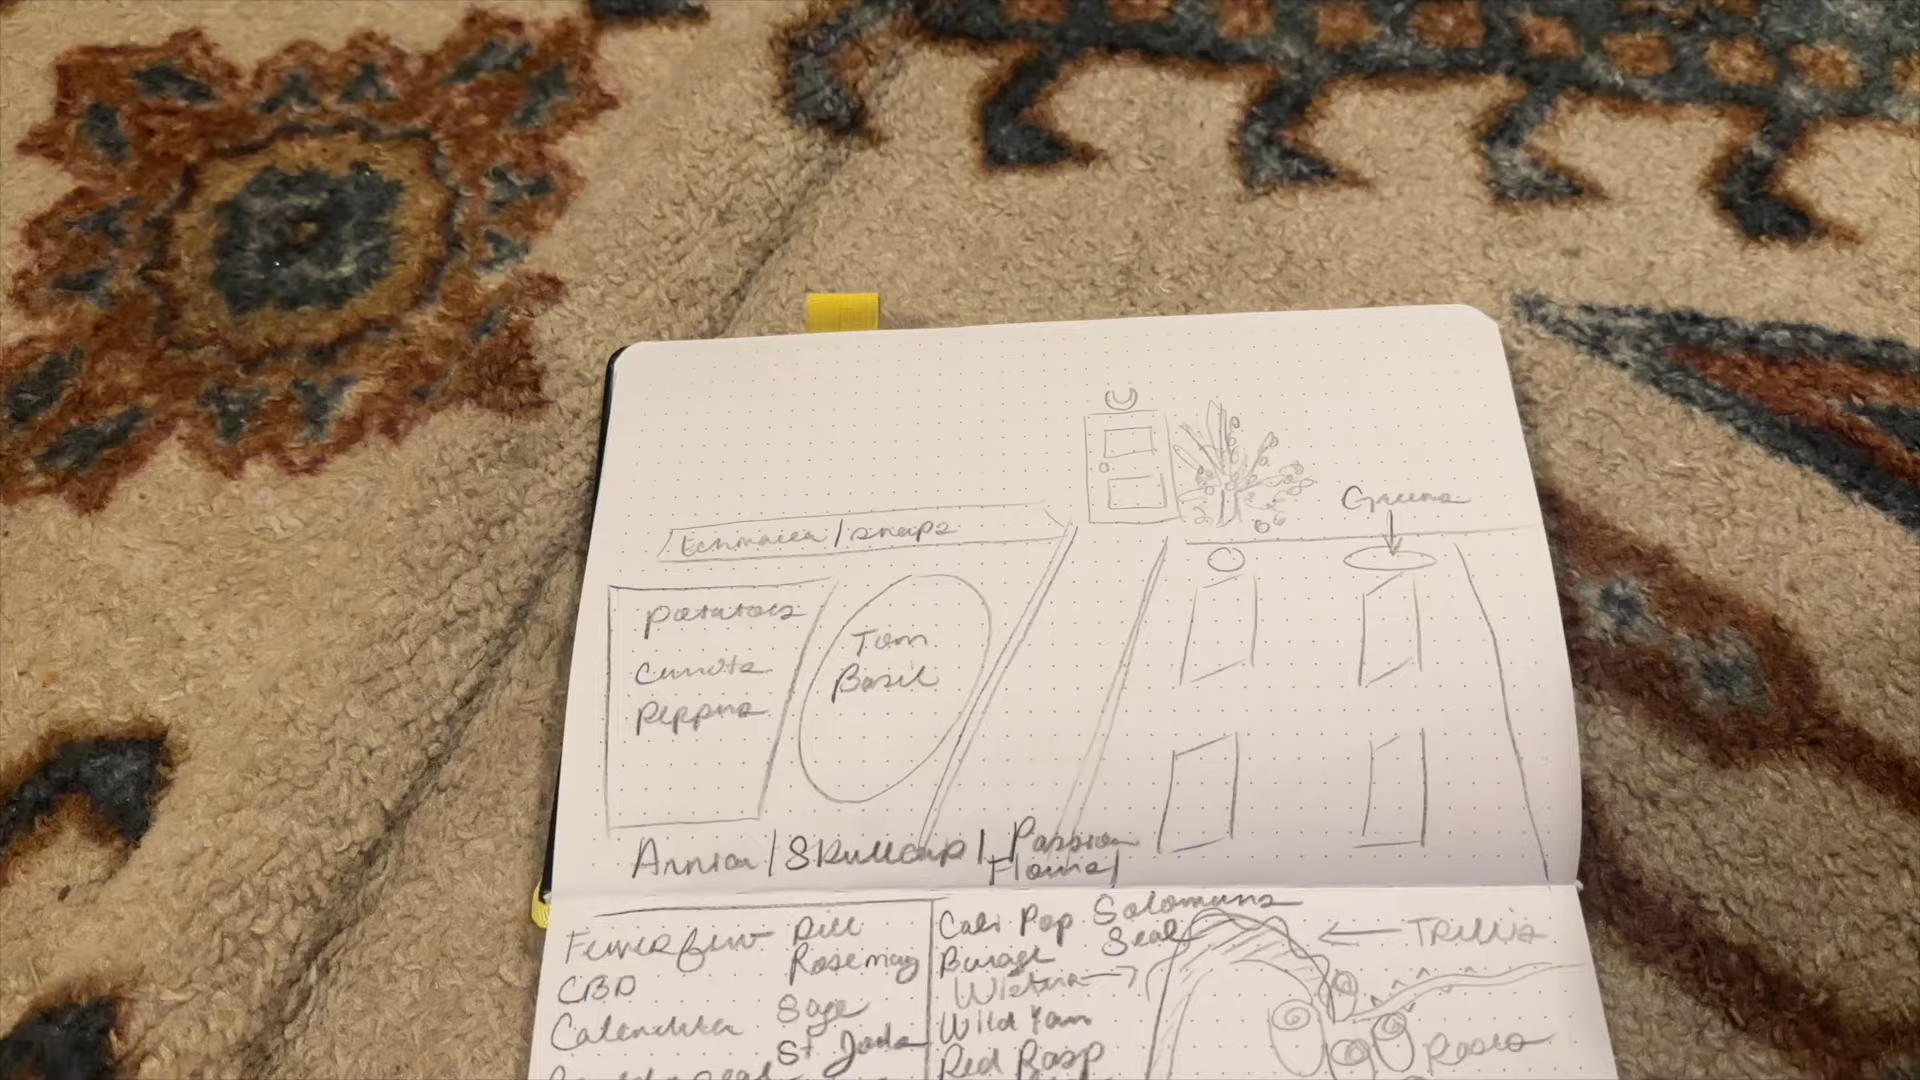 Greens
Echinacea/snaps
potatoes
Carrots
Peppers
Tom
Basil
Arnica/Skullcap/Passion
Flower/
Feverfew Dill
Rosemary
CBD
Calendula Sage
St Johns
Cali Pop Solomons
Seal
Borage
Wisteria
Wild Yam
Red Rasp
Trellis
Roses